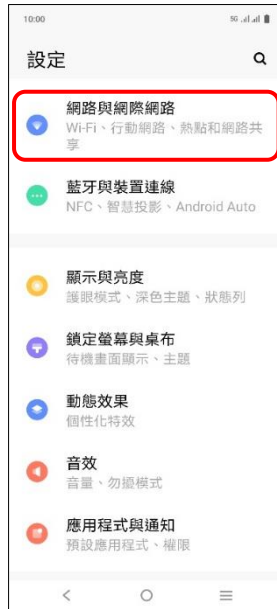 10:00
5G
設定
網路與網際網路
Wi-Fi、行動網路、熱點和網路共
享
藍牙與裝置連線
NFC、智慧投影、Android Auto
顯示與亮度
護眼模式、深色主題、狀態列
鎖定螢幕與桌布
待機畫面顯示、主題
動態效果
個性化特效
音效
音量、勿擾模式
應用程式與通知
預設應用程式、權限